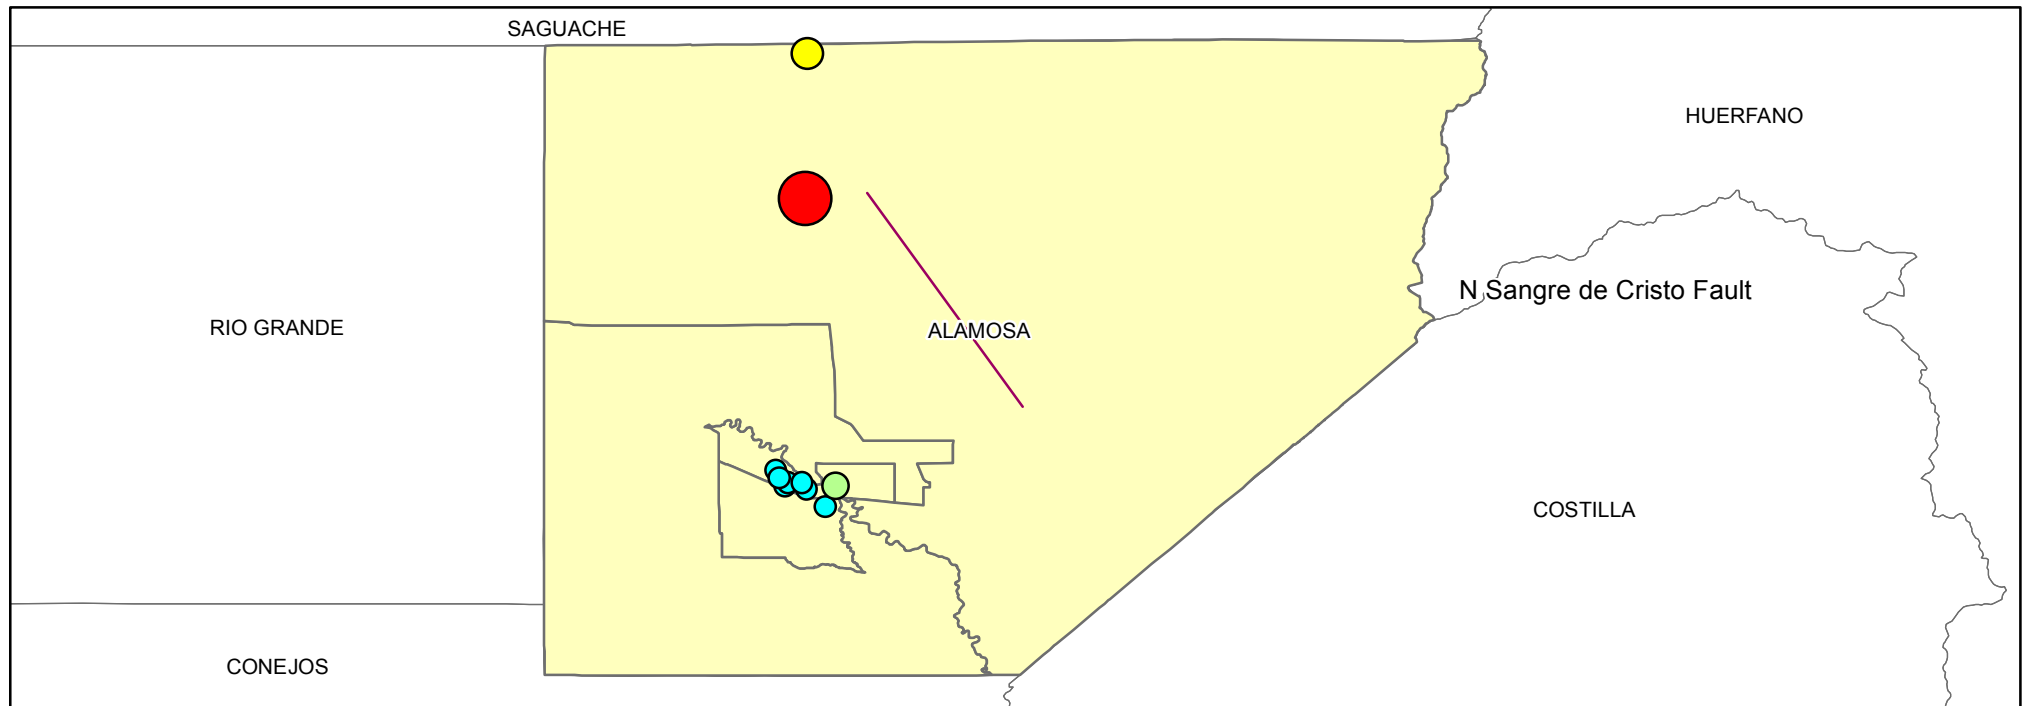 SAGUACHE
HUERFANO
N Sangre de Cristo Fault
RIO GRANDE
ALAMOSA
COSTILLA
CONEJOS